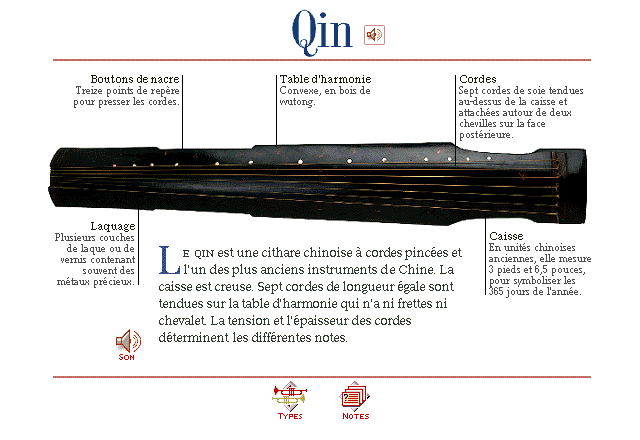 Qin
Boutons de nacre
Treize points de repère
pour presser les cordes.
Table d'harmonie
Convexe, en bois de
wutong.
Cordes
Sept cordes de soie tendues
au-dessus de la caisse et
attachées autour de deux
chevilles sur la face
postérieure.
Laquage
Plusieurs couches
de laque ou de
vernis contenant
souvent des
métaux précieux.
Caisse
En unités chinoises
anciennes, elle mesure
3 pieds et 6,5 pouces,
pour symboliser les
365 jours de l'année.
LE QIN est une cithare chinoise à cordes pincées et
l'un des plus anciens instruments de Chine. La
caisse est creuse. Sept cordes de longueur égale sont
tendues sur la table d'harmonie qui n'a ni frettes ni
chevalet. La tension et l'épaisseur des cordes
déterminent les différentes notes.
SON
TYPES
NOTES